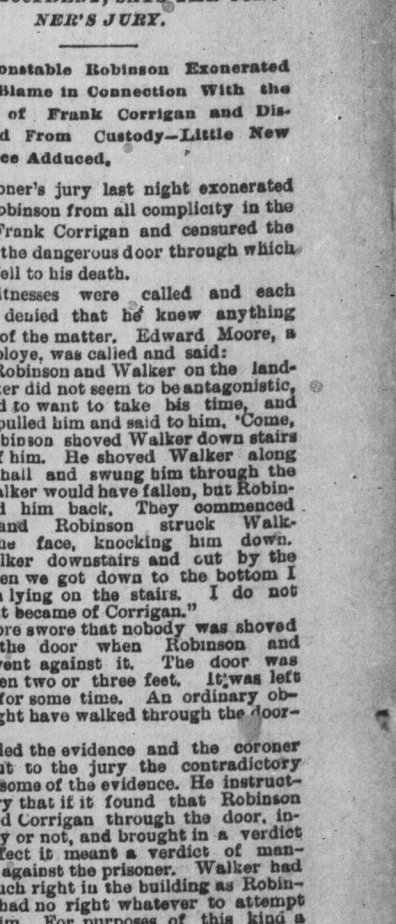 NER'S JURY.
onstable Robinson Exonerated
Blame in Connection With the
of Frank Corrigan and Dis-
d From Custody—Little New
ce Adduced.
oner's jury last night exonerated
obinson from all complicity in the
Frank Corrigan and censured the
the dangerous door through which
ell to his death.
itnesses were called and each
denied that he knew anything
of the matter. Edward Moore, a
ploye, was called and said:
Robinson and Walker on the land-
er did not seem to be antagonistic,
d to want to take his time, and
pulled him and said to him, 'Come,
binson shoved Walker down stairs
f him. He shoved Walker along
hall and swung him through the
alker would have fallen, but Robin-
d him back. They commenced
and Robinson struck Walk-
he face, knocking him down.
lker downstairs and out by the
en we got down to the bottom I
lying on the stairs. I do not
t became of Corrigan."
ore swore that nobody was shoved
the door when Robinson and
vent against it. The door was
en two or three feet. It was left
for some time. An ordinary ob-
ght have walked through the door-
led the evidence and the coroner
nt to the jury the contradictory
some of the evidence. He instruct-
y that if it found that Robinson
d Corrigan through the door, in-
y or not, and brought in a verdict
fect it meant a verdict of man-
against the prisoner. Walker had
uch right in the building as Robin-
had no right whatever to attempt
im. For purposes of this kind a